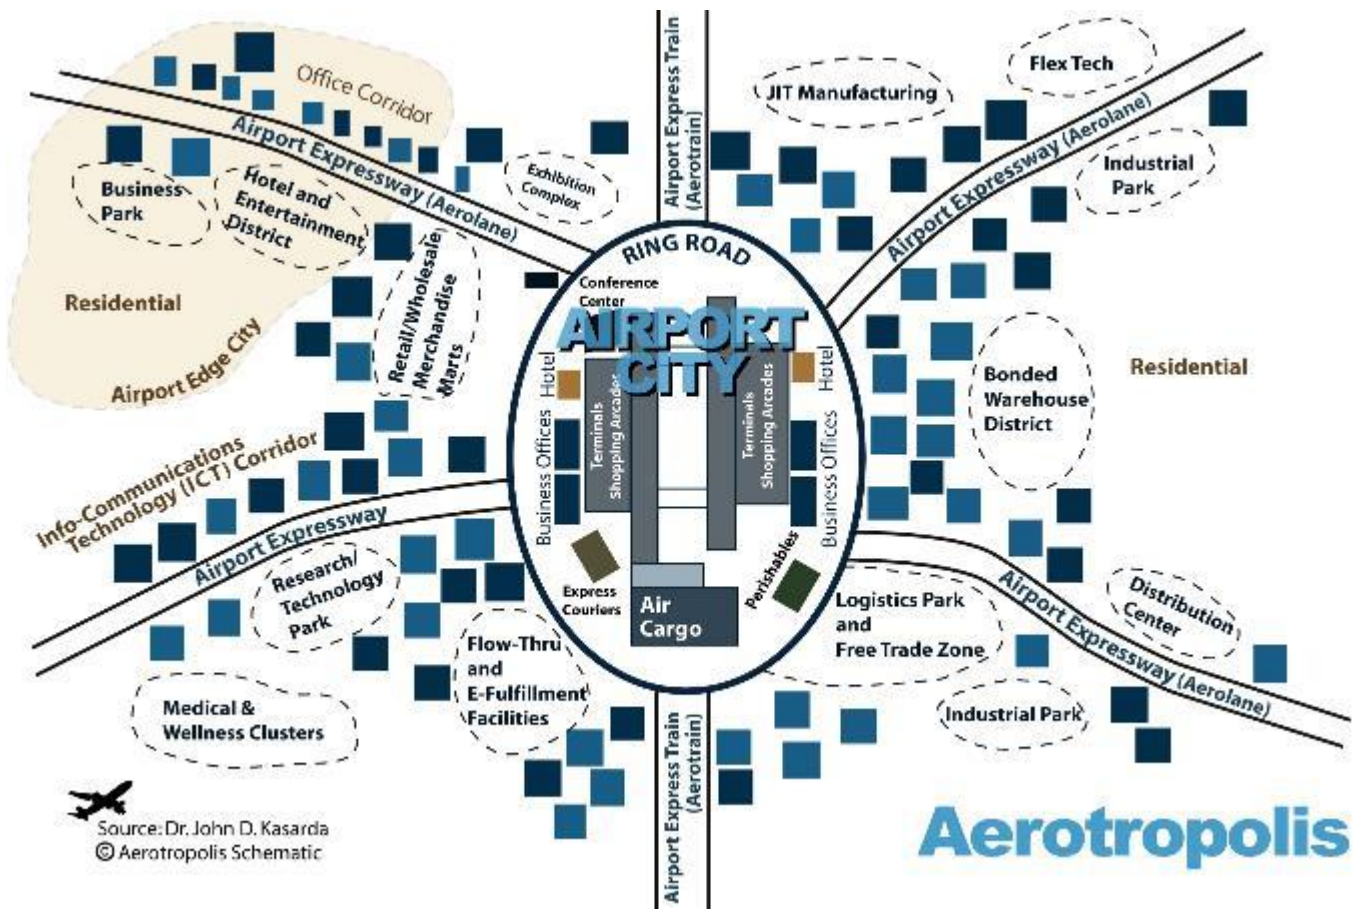 Office Corridor
Airport Expressway (Aerolane)
Business
Park
Hotel and
Entertainment
District
Exhibition
Complex
Airport Express Train
(Aerotrain)
JIT Manufacturing
Flex Tech
Airport Expressway (Aerolane)
Industrial
Park
Residential
Airport Edge City
Retail/Wholesale
Merchandise
Marts
RING ROAD
Conference
Center
AIRPORT
CITY
Hotel
Terminals
Shopping Arcades
Terminals
Shopping Arcades
Hotel
Business Offices
Business Offices
Bonded
Warehouse
District
Residential
Info-Communications
Technology (ICT) Corridor
Airport Expressway
Research/
Technology
Park
Express
Couriers
Air
Cargo
Perishables
Logistics Park
and
Free Trade Zone
Airport Expressway (Aerolane)
Distribution
Center
Flow-Thru
and
E-Fulfillment
Facilities
Medical &
Wellness Clusters
Industrial Park
Airport Express Train
(Aerotrain)
Source: Dr. John D. Kasarda
© Aerotropolis Schematic
Aerotropolis